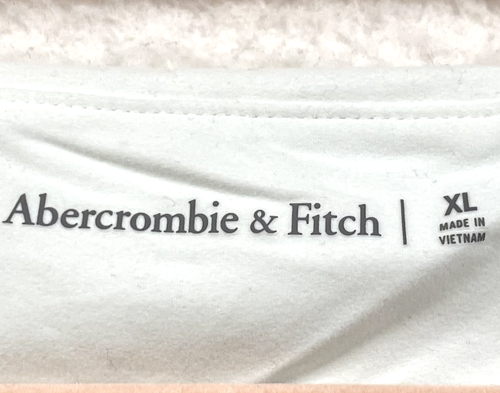 Abercrombie & Fitch | XL
MADE IN
VIETNAM